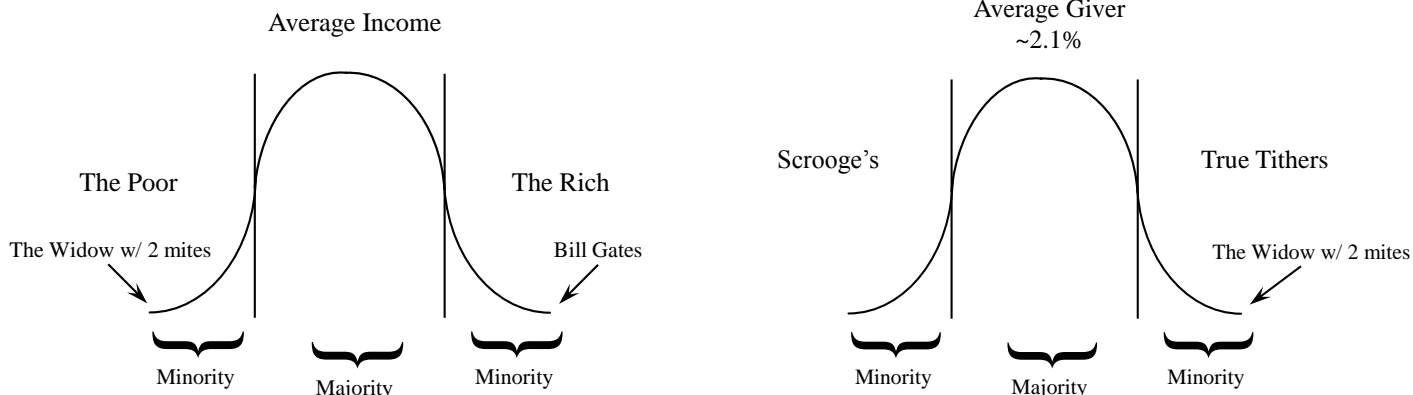 Average Income
The Poor
The Rich
The Widow w/ 2 mites
Bill Gates
Minority
Majority
Minority
Average Giver
~2.1%
Scrooge's
True Tithers
The Widow w/ 2 mites
Minority
Majority
Minority